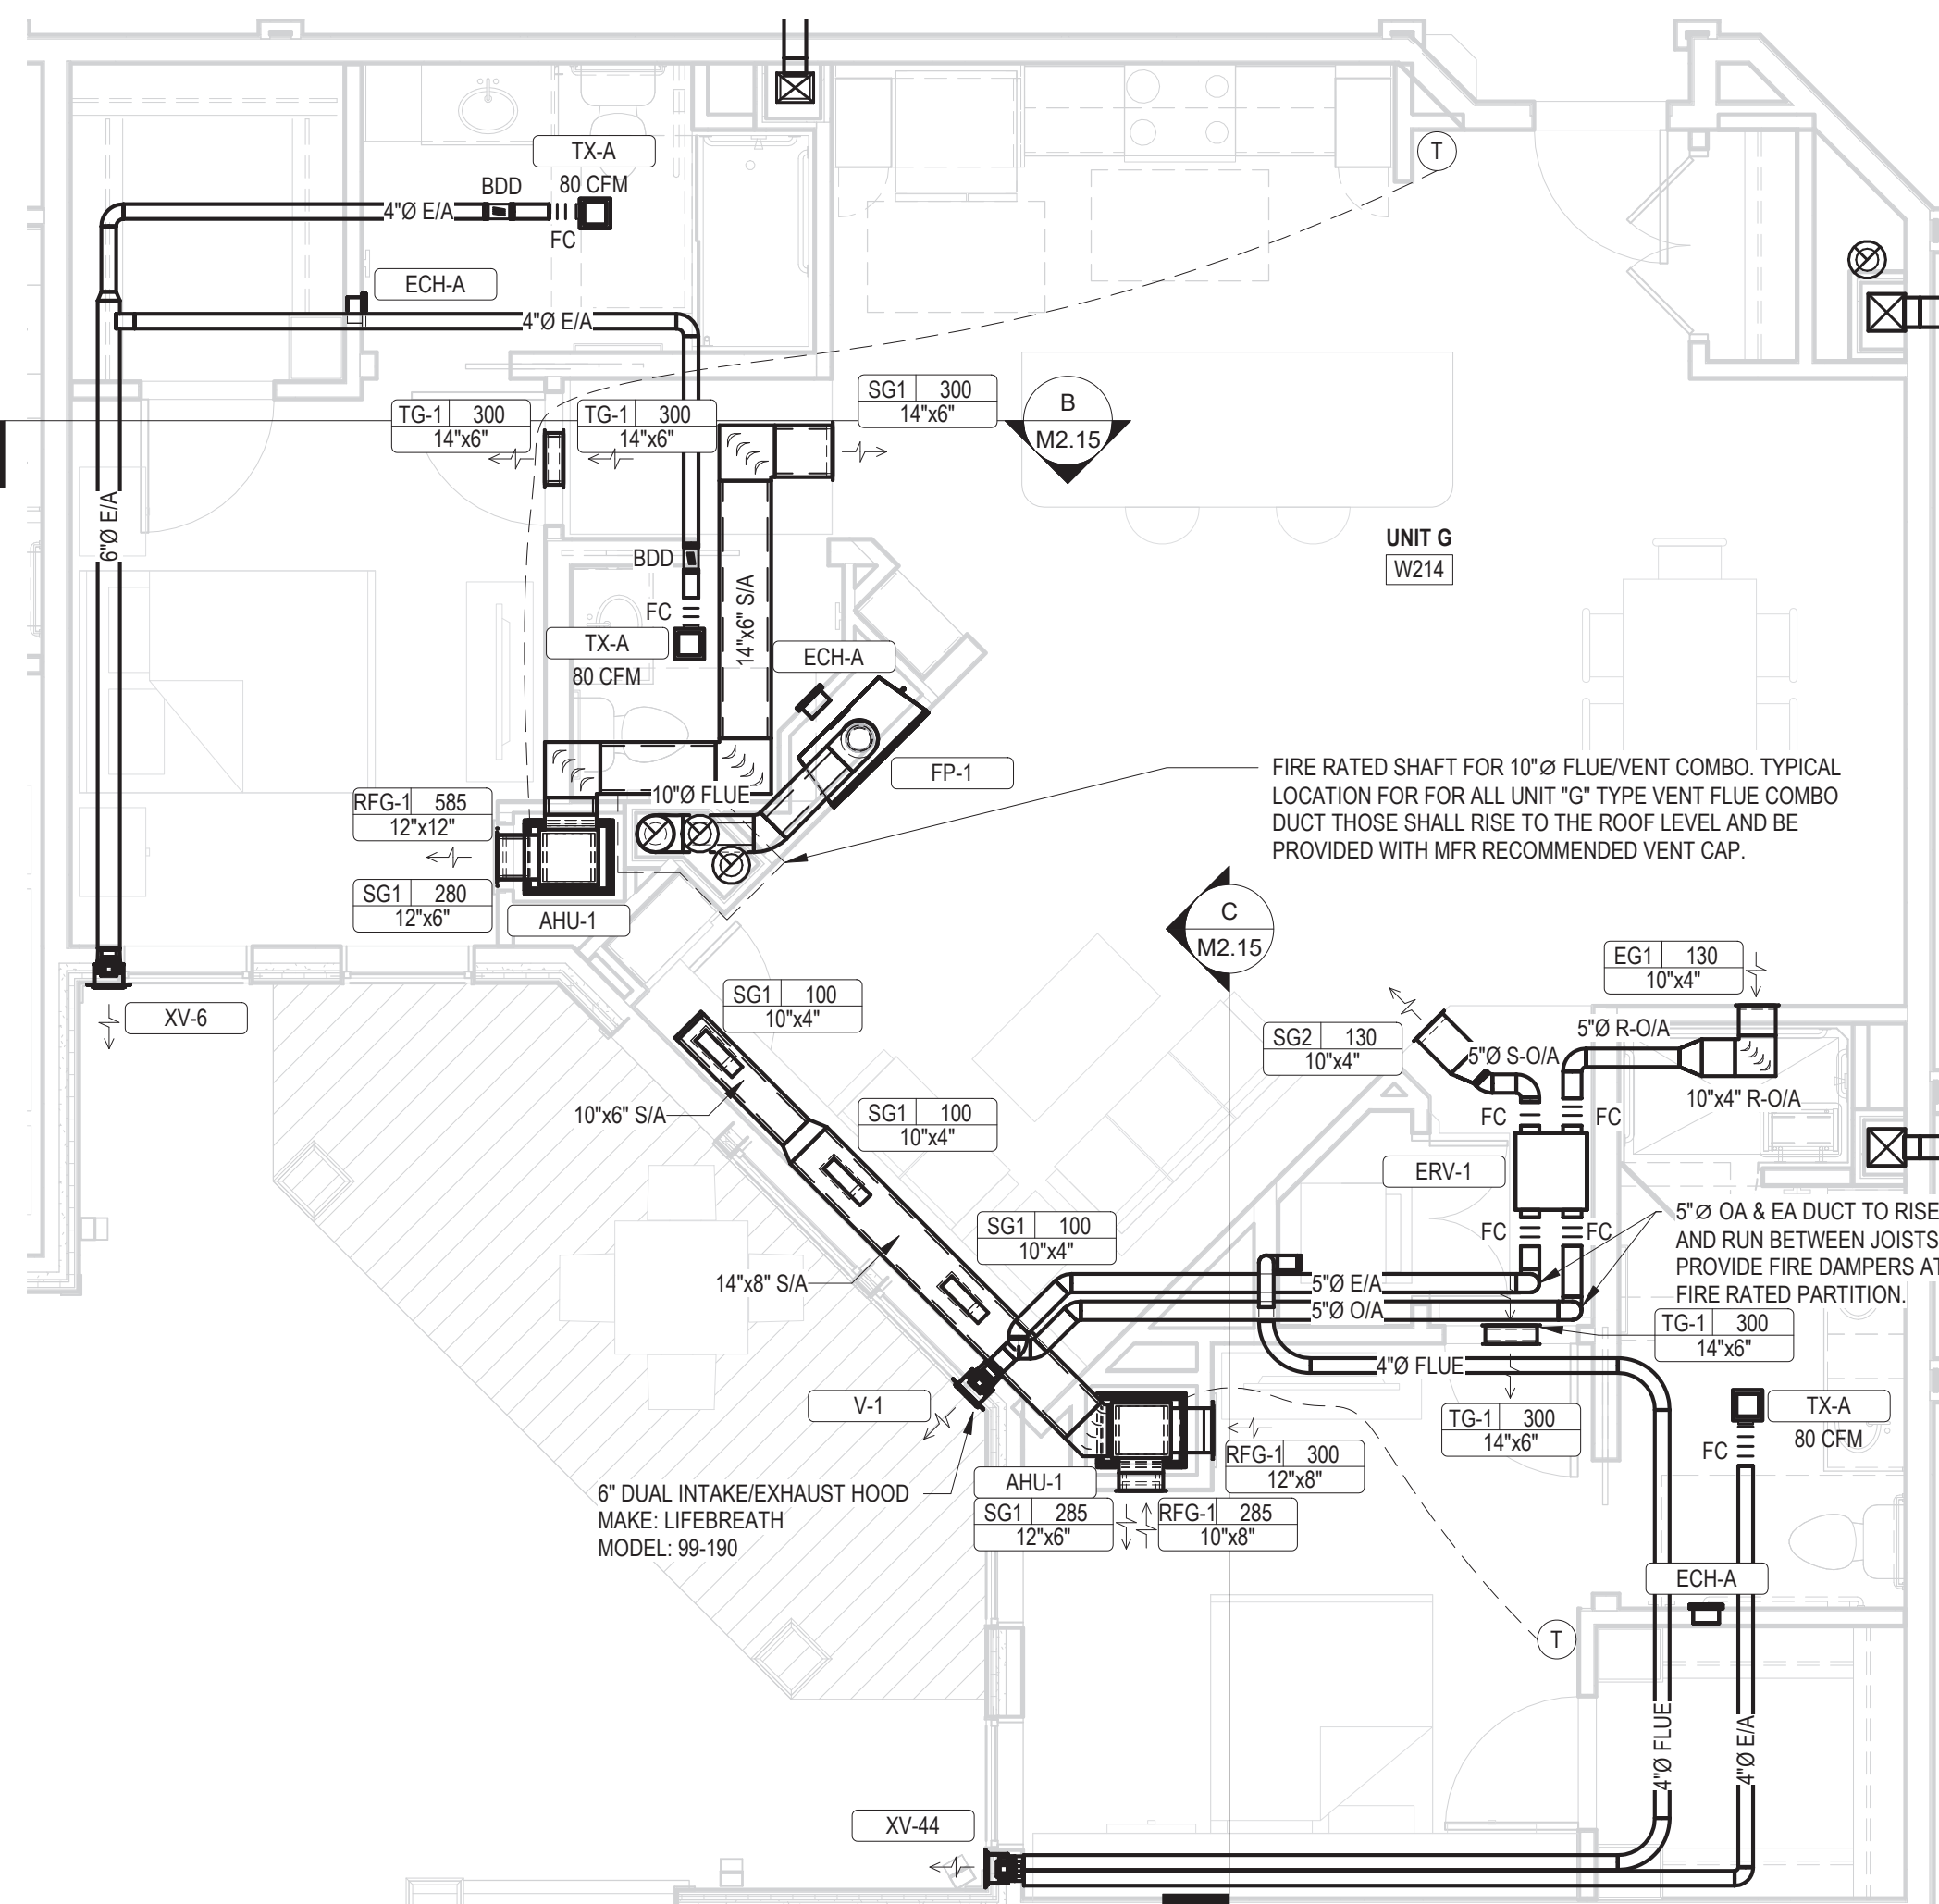 TX-A
80 CFM
BDD
4"Ø E/A
FC
T
ECH-A
4"Ø E/A
SG1 300
14"x6"
TG-1 300
14"x6"
TG-1 300
14"x6"
B
M2.15
6"Ø E/A
UNIT G
W214
BDD
FC
14"x6" S/A
TX-A
80 CFM
ECH-A
FP-1
FIRE RATED SHAFT FOR 10"Ø FLUE/VENT COMBO. TYPICAL
LOCATION FOR FOR ALL UNIT "G" TYPE VENT FLUE COMBO
DUCT THOSE SHALL RISE TO THE ROOF LEVEL AND BE
PROVIDED WITH MFR RECOMMENDED VENT CAP.
10"Ø FLUE
RFG-1 585
12"x12"
SG1 280
12"x6"
AHU-1
C
M2.15
EG1 130
10"x4"
XV-6
SG1 100
10"x4"
SG2 130
10"x4"
5"Ø R-O/A
5"Ø S-O/A
10"x4" R-O/A
10"x6" S/A
SG1 100
10"x4"
FC
FC
ERV-1
SG1 100
10"x4"
FC
FC
5"Ø OA & EA DUCT TO RISE
AND RUN BETWEEN JOISTS
PROVIDE FIRE DAMPERS AT
FIRE RATED PARTITION.
14"x8" S/A
5"Ø E/A
5"Ø O/A
TG-1 300
14"x6"
4"Ø FLUE
V-1
TG-1 300
14"x6"
TX-A
80 CFM
FC
RFG-1 300
12"x8"
AHU-1
SG1 285
12"x6"
RFG-1 285
10"x8"
6" DUAL INTAKE/EXHAUST HOOD
MAKE: LIFEBREATH
MODEL: 99-190
ECH-A
T
4"Ø FLUE
4"Ø E/A
XV-44